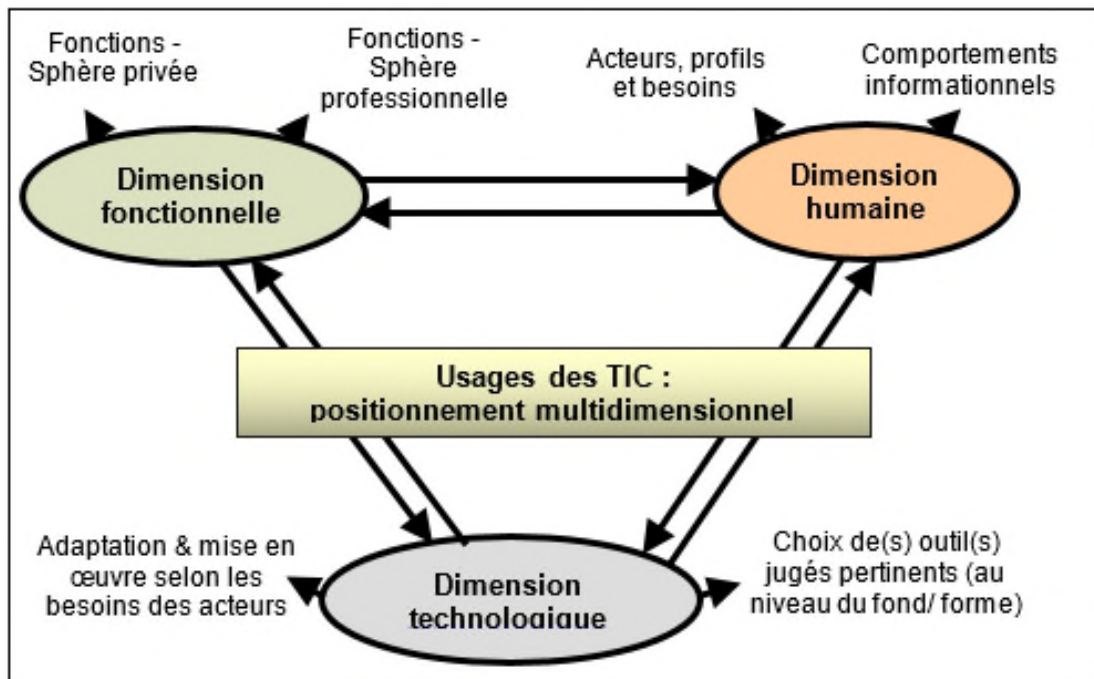 Fonctions -
Sphère privée
Fonctions -
Sphère
professionnelle
Acteurs, profils
et besoins
Comportements
informationnels
Dimension
fonctionnelle
Dimension
humaine
Usages des TIC :
positionnement multidimensionnel
Adaptation & mise en
œuvre selon les
besoins des acteurs
Dimension
technologique
Choix de(s) outil(s)
jugés pertinents (au
niveau du fond/ forme)